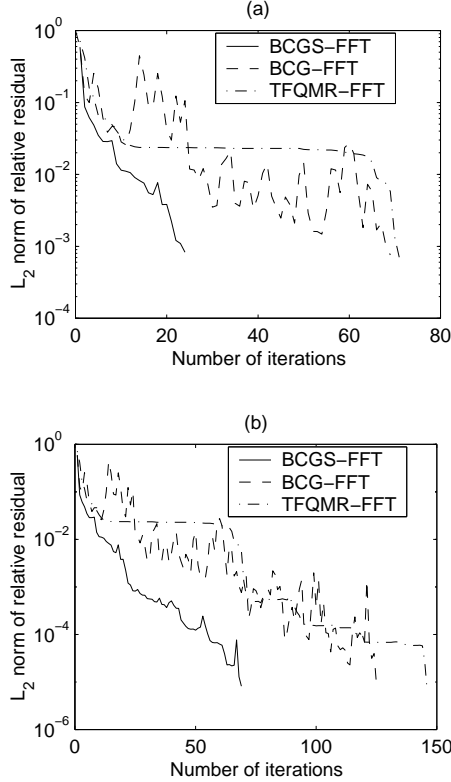 (a)
10^0
10^-1
10^-2
10^-3
10^-4
L_2 norm of relative residual
BCGS-FFT
BCG-FFT
TFQMR-FFT
0 20 40 60 80
Number of iterations
(b)
10^0
10^-2
10^-4
10^-6
L_2 norm of relative residual
BCGS-FFT
BCG-FFT
TFQMR-FFT
0 50 100 150
Number of iterations